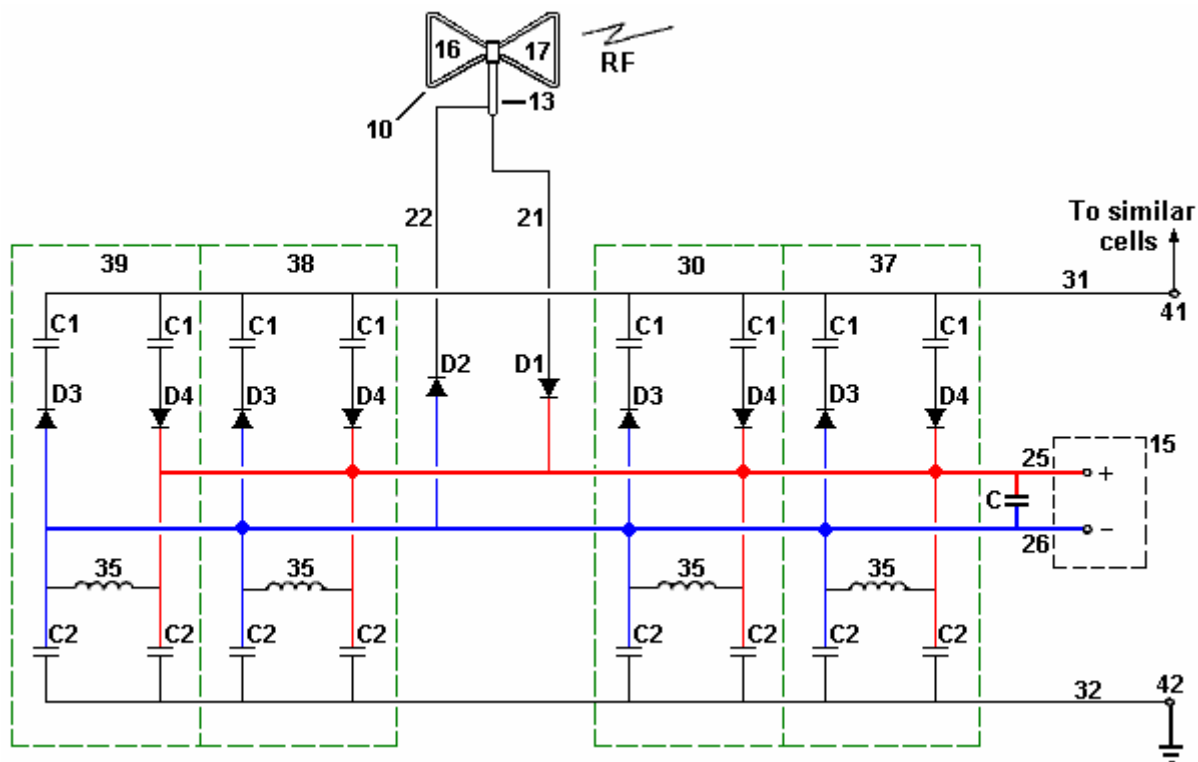 16 17
RF
13
10
22 21
To similar
cells
39 38 30 37 31
41
C1 C1 C1 C1 C1 C1 C1 C1
D2 D1
D3 D4 D3 D4 D3 D4 D3 D4
25 15
+
C
−
26
35 35 35 35
C2 C2 C2 C2 C2 C2 C2 C2
32 42